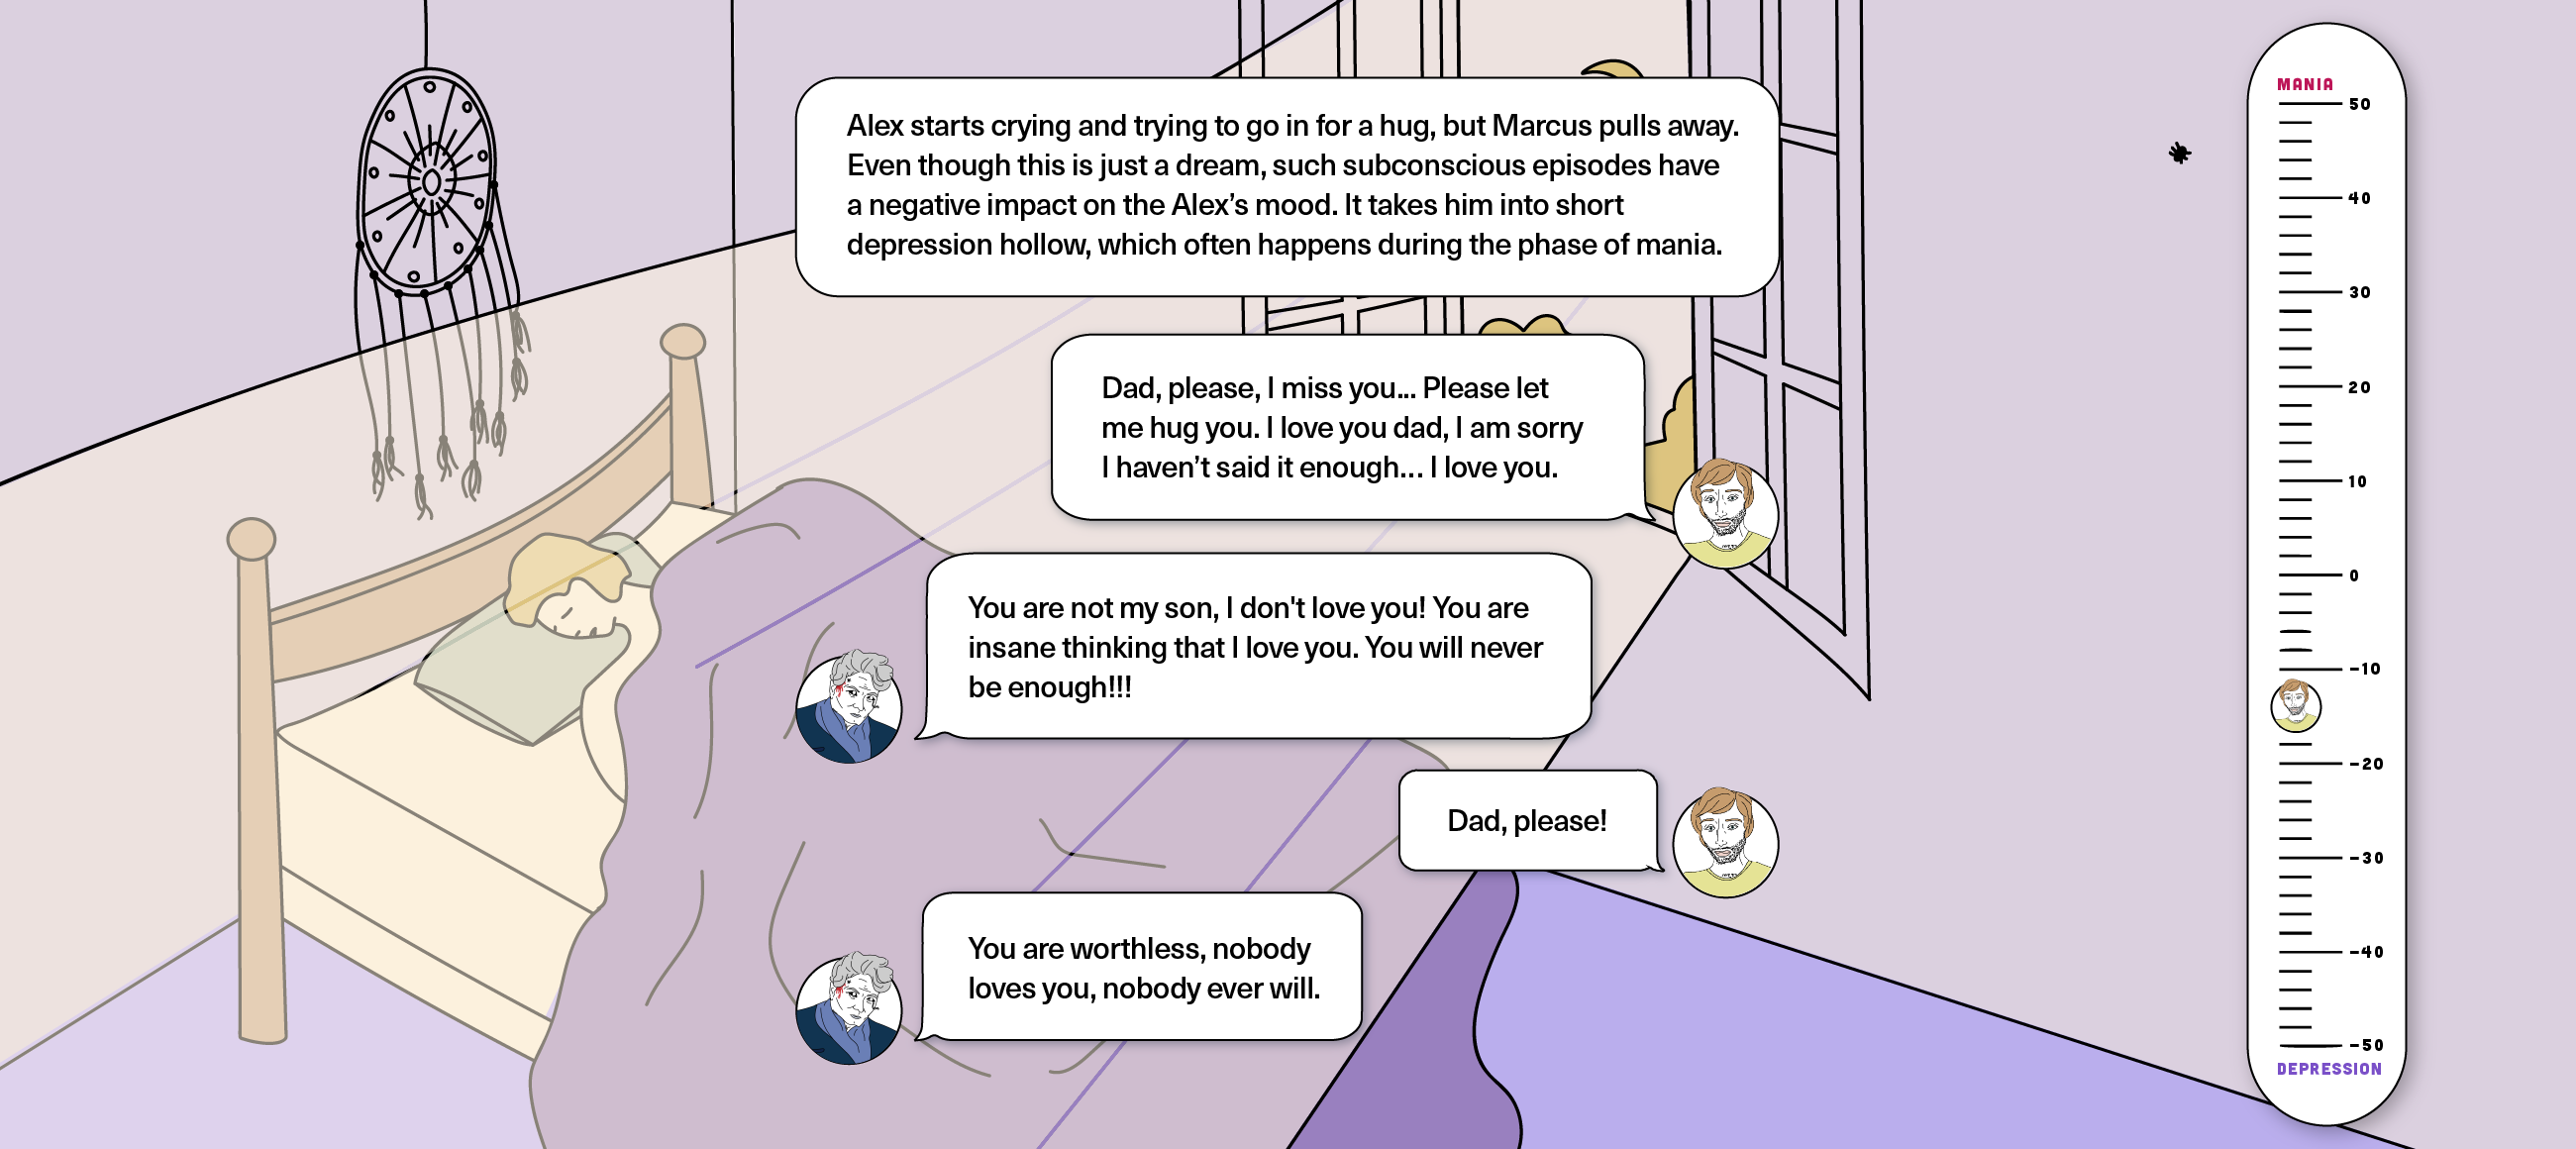 Alex starts crying and trying to go in for a hug, but Marcus pulls away.
Even though this is just a dream, such subconscious episodes have
a negative impact on the Alex’s mood. It takes him into short
depression hollow, which often happens during the phase of mania.
Dad, please, I miss you... Please let
me hug you. I love you dad, I am sorry
I haven’t said it enough... I love you.
You are not my son, I don't love you! You are
insane thinking that I love you. You will never
be enough!!!
Dad, please!
You are worthless, nobody
loves you, nobody ever will.
MANIA
50
40
30
20
10
0
-10
-20
-30
-40
-50
DEPRESSION